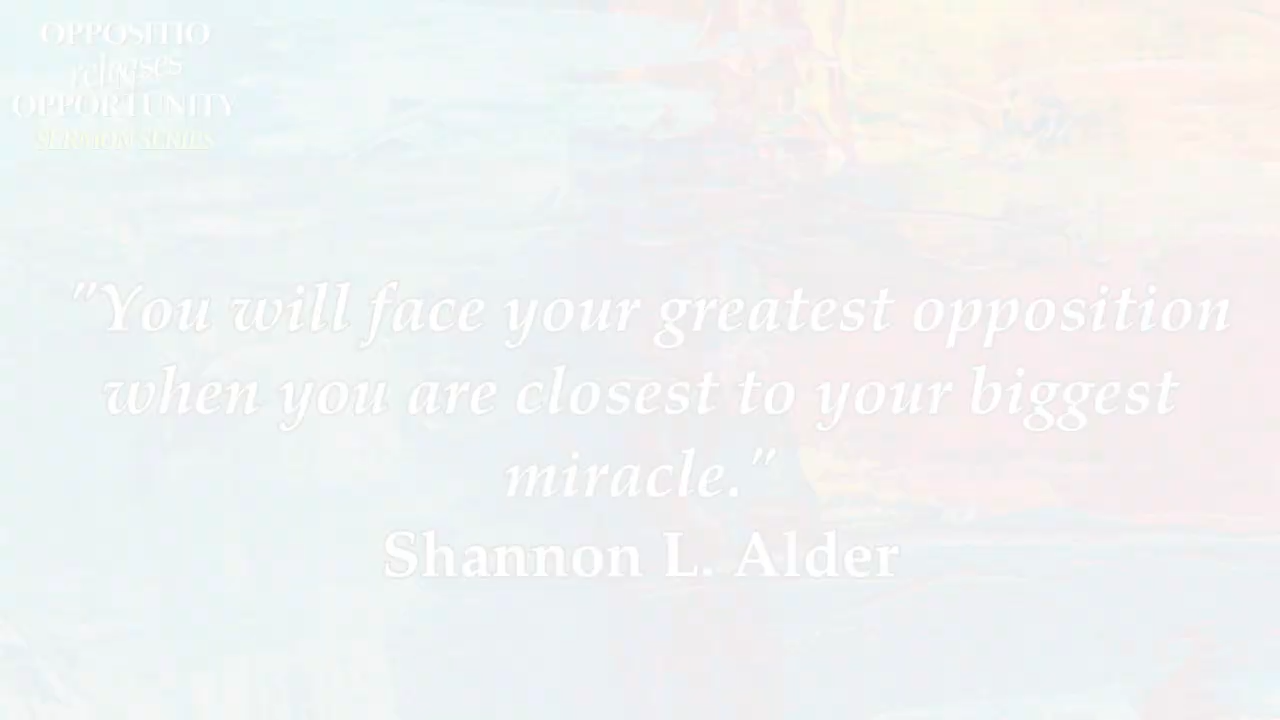 OPPOSITIO
releases
OPPORTUNITY
SERMON SERIES
"You will face your greatest opposition
when you are closest to your biggest
miracle."
Shannon L. Alder